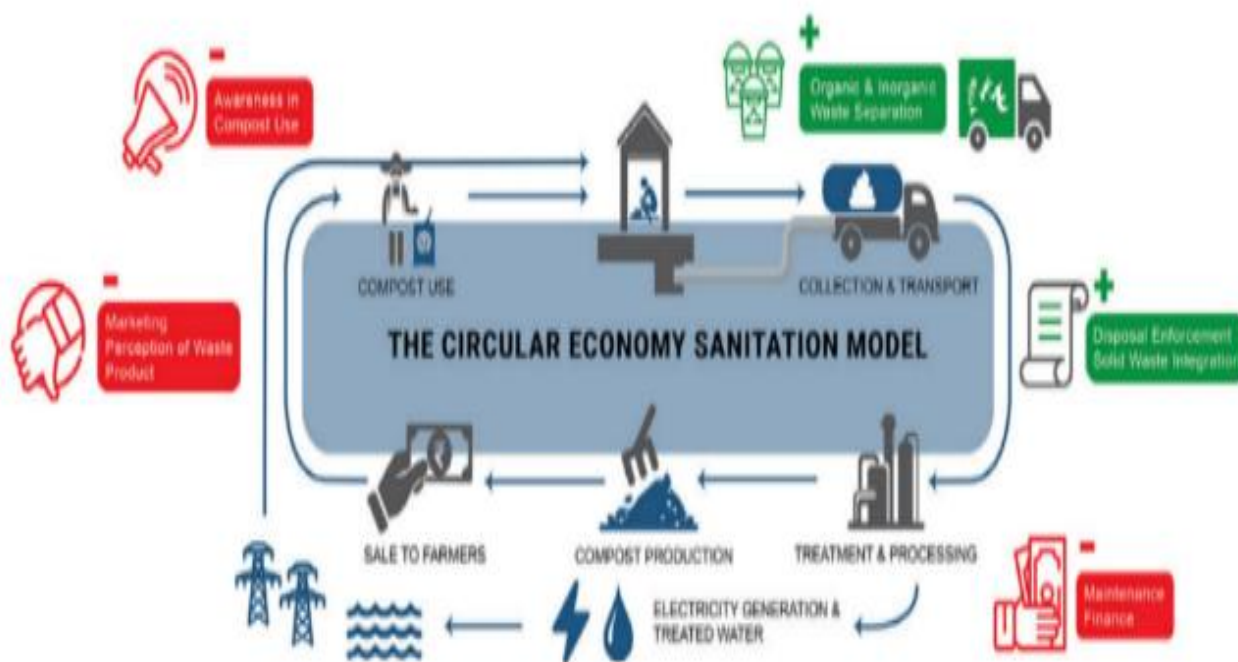 Awareness in
Compost Use
Organic & Inorganic
Waste Separation
COMPOST USE
COLLECTION & TRANSPORT
Marketing
Perception of Waste
Product
THE CIRCULAR ECONOMY SANITATION MODEL
Disposal Enforcement
Solid Waste Integration
SALE TO FARMERS
COMPOST PRODUCTION
TREATMENT & PROCESSING
ELECTRICITY GENERATION &
TREATED WATER
Maintenance
Finance